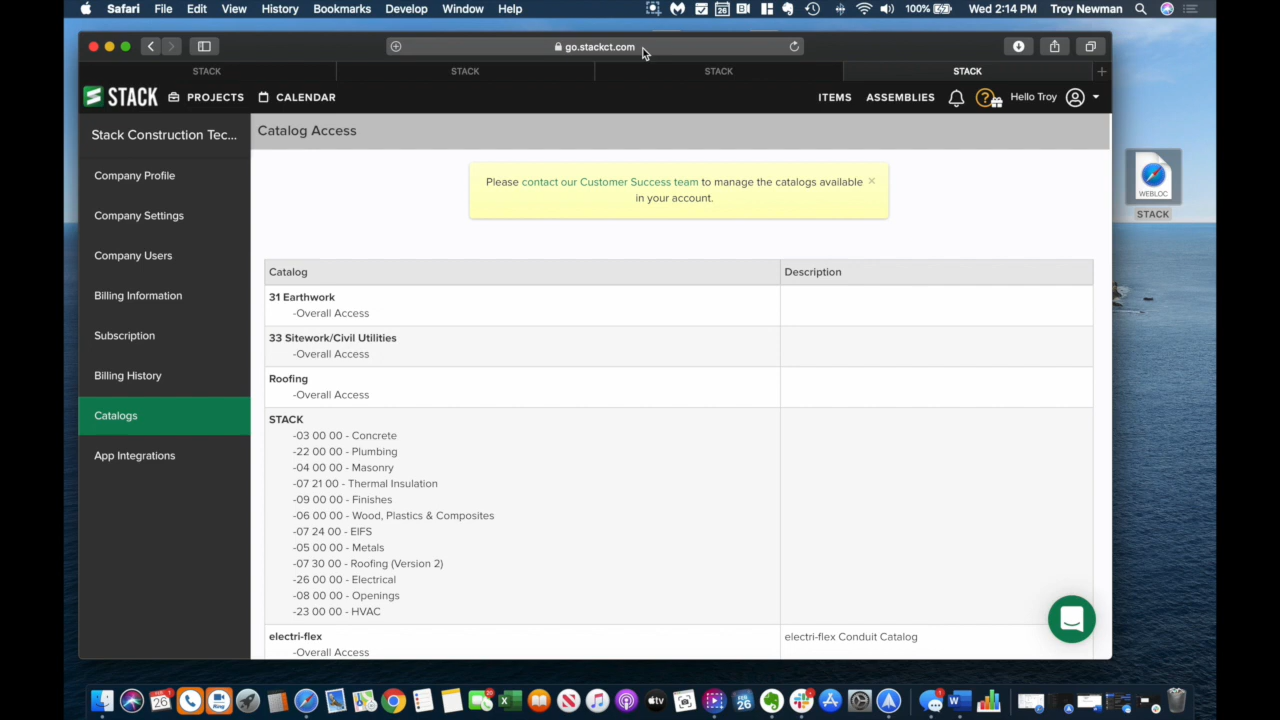 Safari File Edit View History Bookmarks Develop Window Help 26 100% Wed 2:14 PM Troy Newman
go.stackct.com
STACK STACK STACK STACK
STACK PROJECTS CALENDAR ITEMS ASSEMBLIES ? Hello Troy
Stack Construction Tec...
Company Profile
Company Settings
Company Users
Billing Information
Subscription
Billing History
Catalogs
App Integrations
Catalog Access
Please contact our Customer Success team to manage the catalogs available
in your account.
Catalog Description
31 Earthwork
-Overall Access
33 Sitework/Civil Utilities
-Overall Access
Roofing
-Overall Access
STACK
-03 00 00 - Concrete
-22 00 00 - Plumbing
-04 00 00 - Masonry
-07 21 00 - Thermal Insulation
-09 00 00 - Finishes
-06 00 00 - Wood, Plastics & Composites
-07 24 00 - EIFS
-05 00 00 - Metals
-07 30 00 - Roofing (Version 2)
-26 00 00 - Electrical
-08 00 00 - Openings
-23 00 00 - HVAC
electri-flex electri-flex Conduit Catalog
-Overall Access
WEBLOC
STACK
26